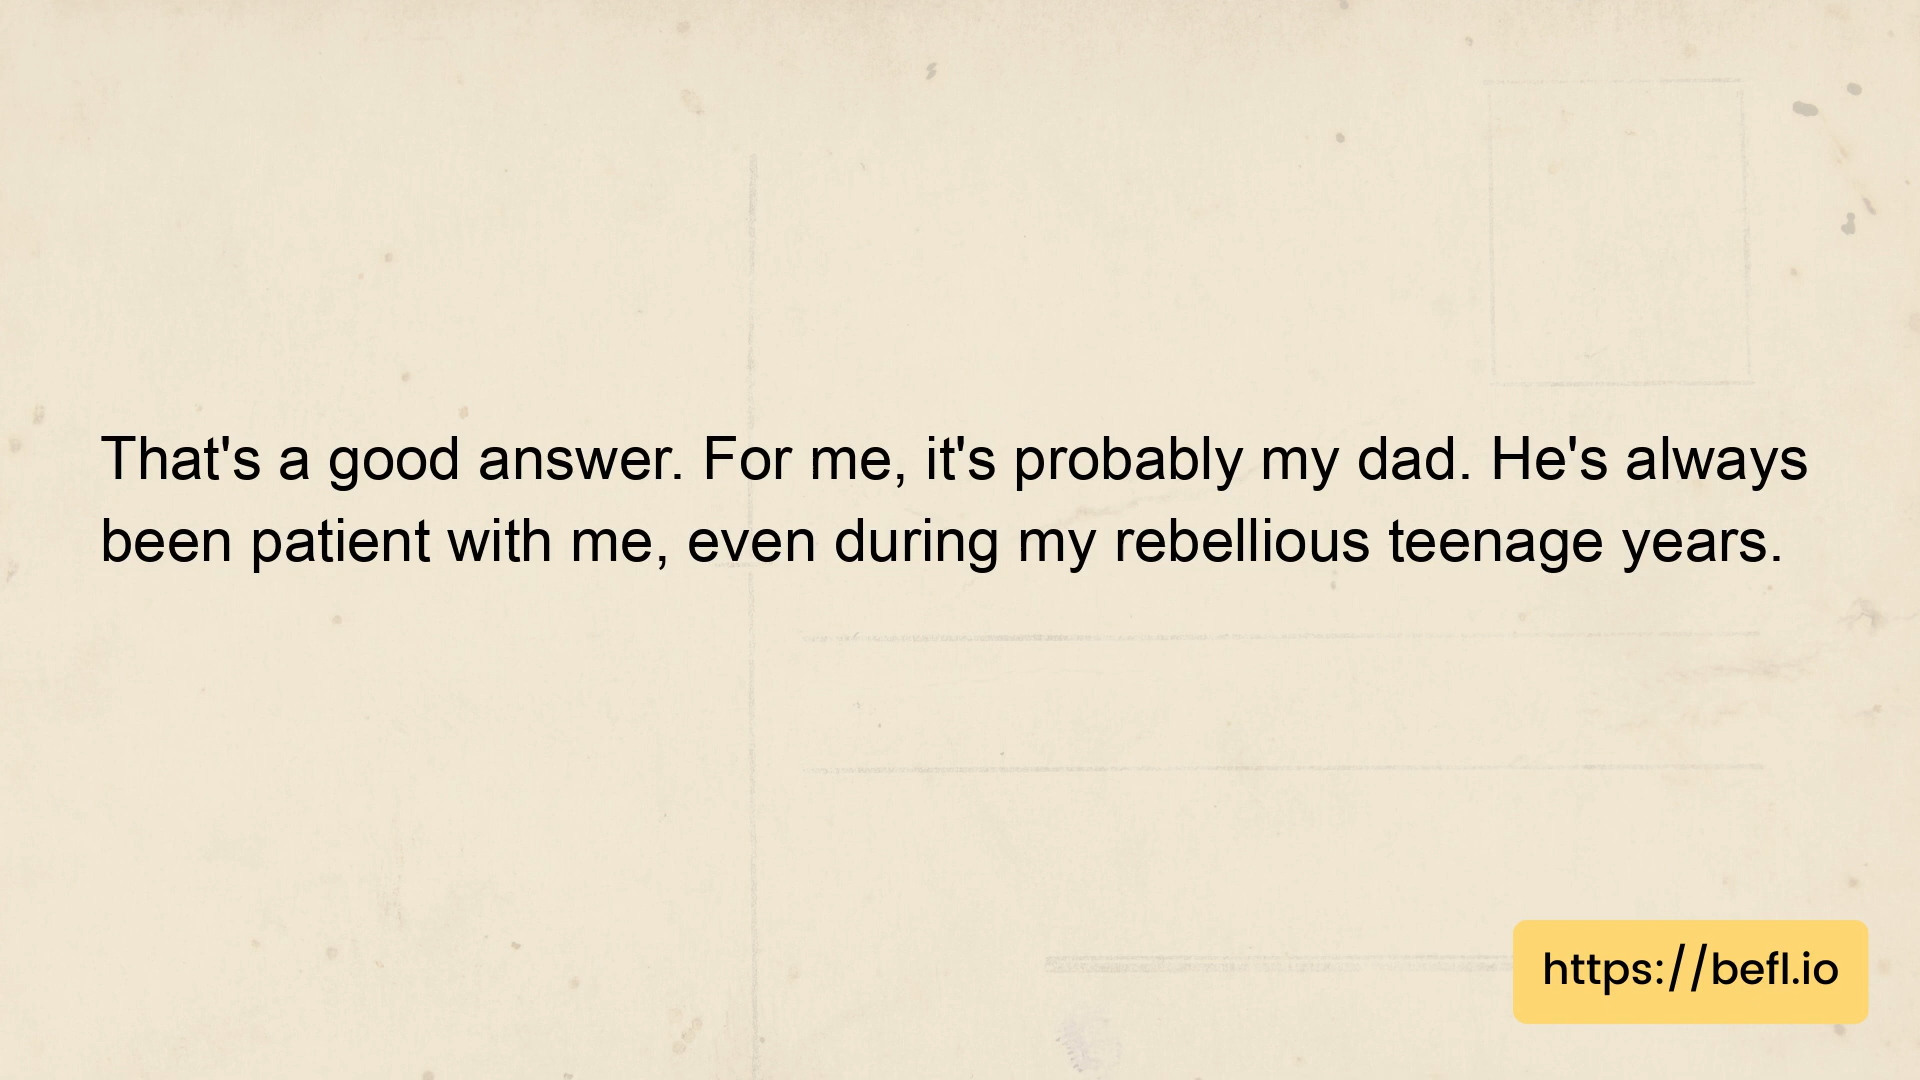 That's a good answer. For me, it's probably my dad. He's always
been patient with me, even during my rebellious teenage years.
https://befl.io